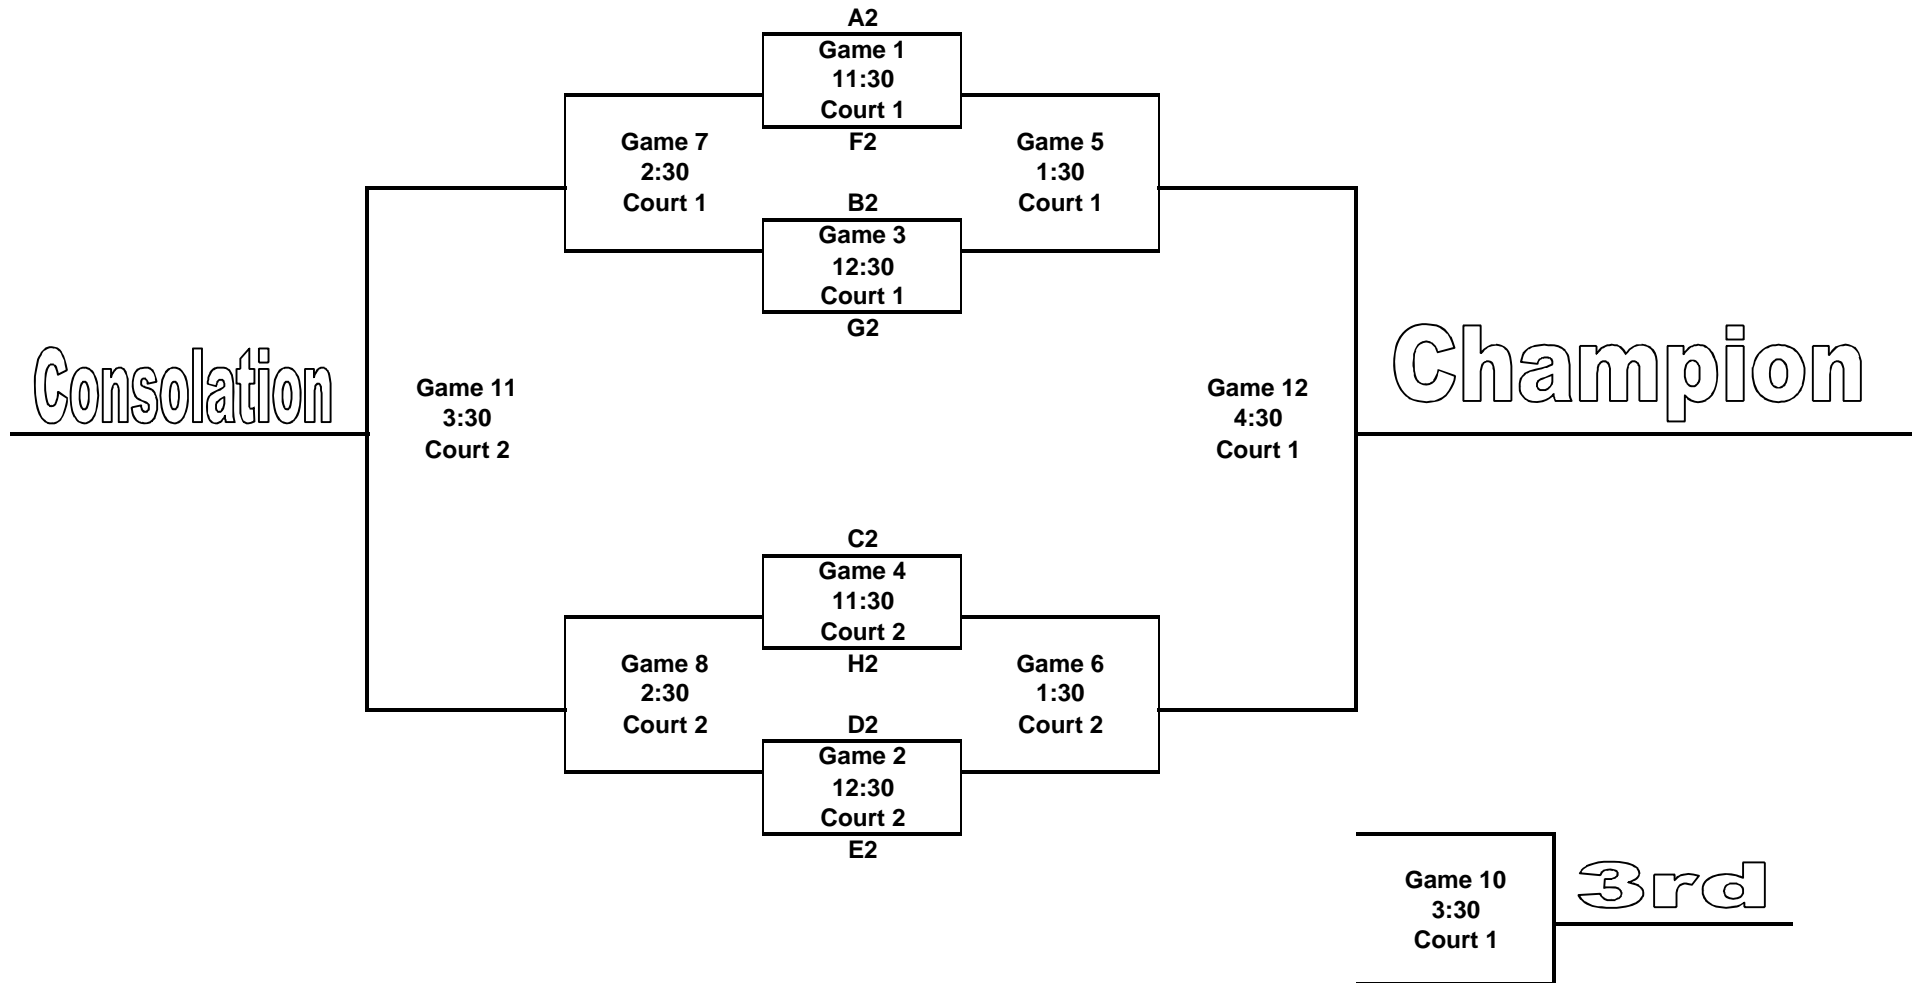 A2
Game 1
11:30
Court 1
F2
Game 7
2:30
Court 1
Game 5
1:30
Court 1
B2
Game 3
12:30
Court 1
G2
Consolation
Game 11
3:30
Court 2
Game 12
4:30
Court 1
Champion
C2
Game 4
11:30
Court 2
H2
Game 8
2:30
Court 2
Game 6
1:30
Court 2
D2
Game 2
12:30
Court 2
E2
Game 10
3:30
Court 1
3rd